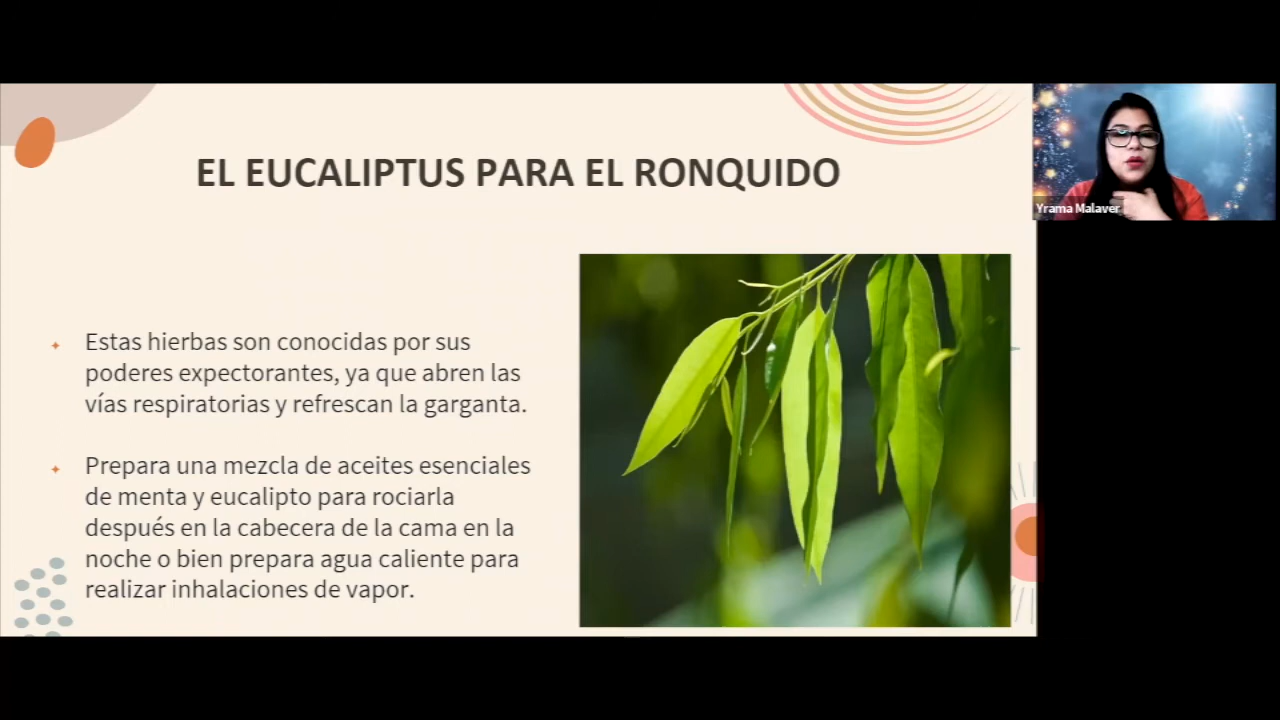 EL EUCALIPTUS PARA EL RONQUIDO
Yrama Malaver
Estas hierbas son conocidas por sus
poderes expectorantes, ya que abren las
vías respiratorias y refrescan la garganta.
Prepara una mezcla de aceites esenciales
de menta y eucalipto para rociarla
después en la cabecera de la cama en la
noche o bien prepara agua caliente para
realizar inhalaciones de vapor.